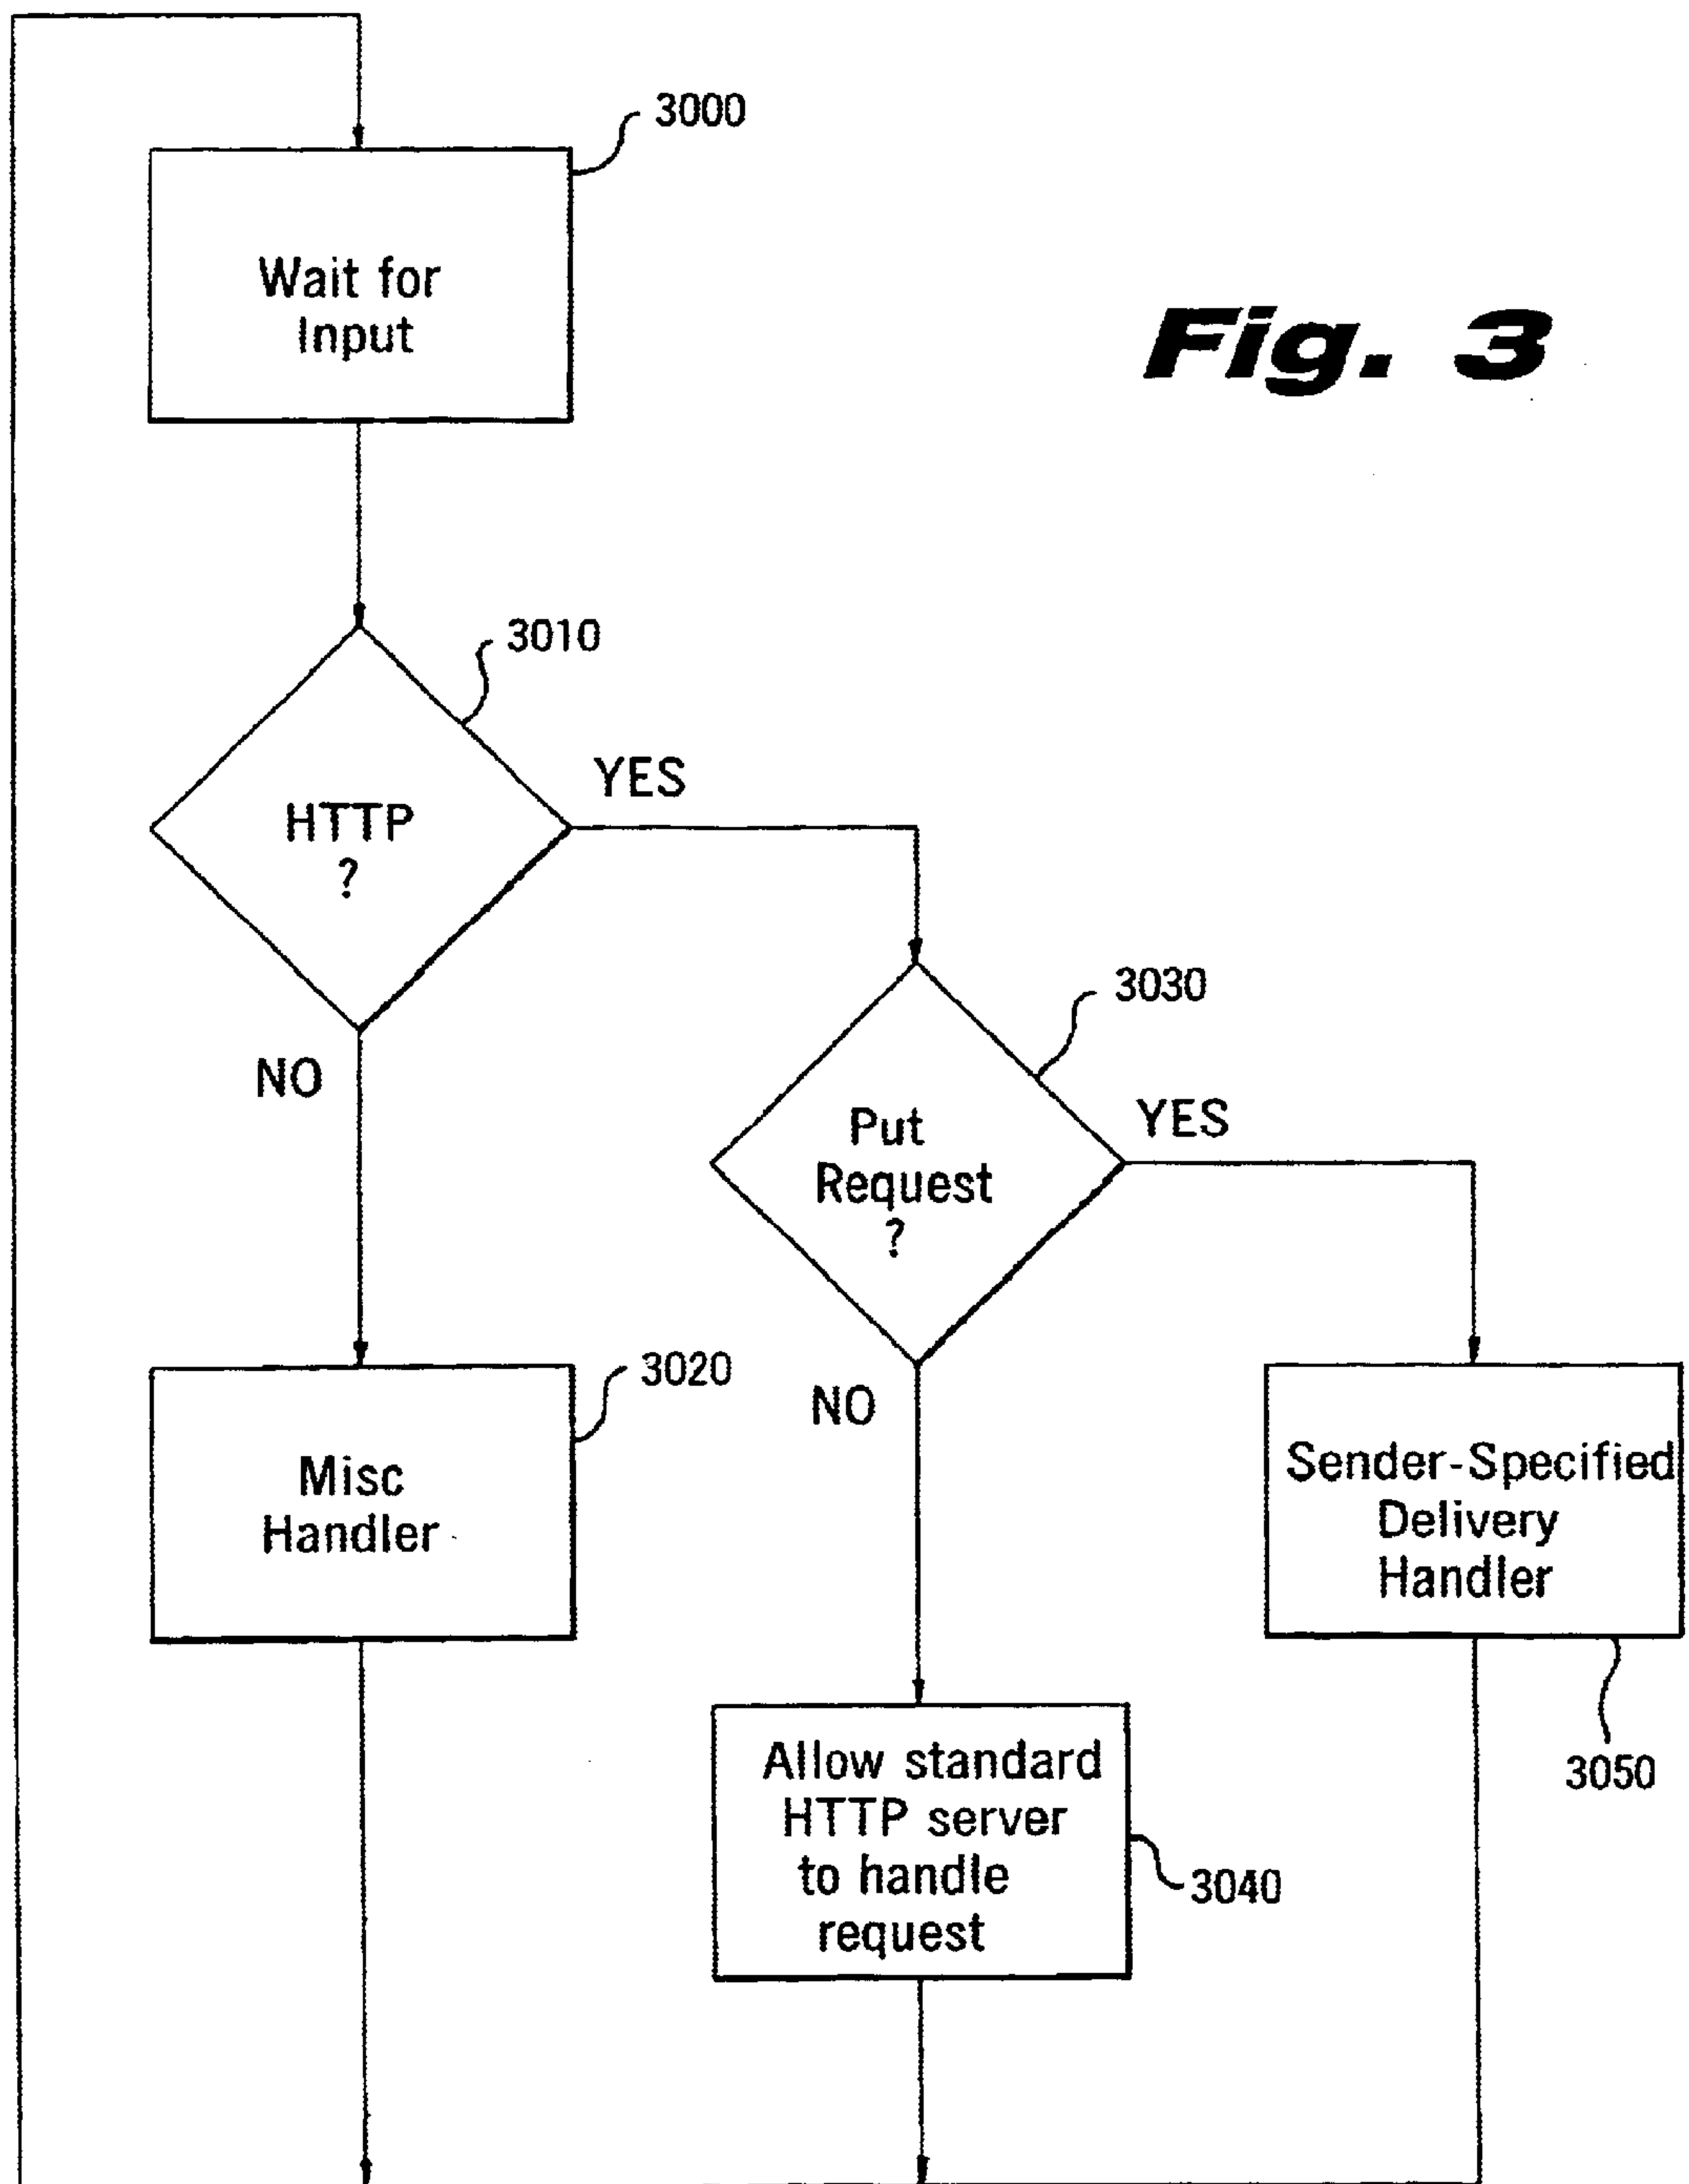 3000
Wait for
Input
Fig. 3
3010
HTTP
?
YES
NO
3030
Put
Request
?
YES
NO
3020
Misc
Handler
Sender-Specified
Delivery
Handler
3050
Allow standard
HTTP server
to handle
request
3040